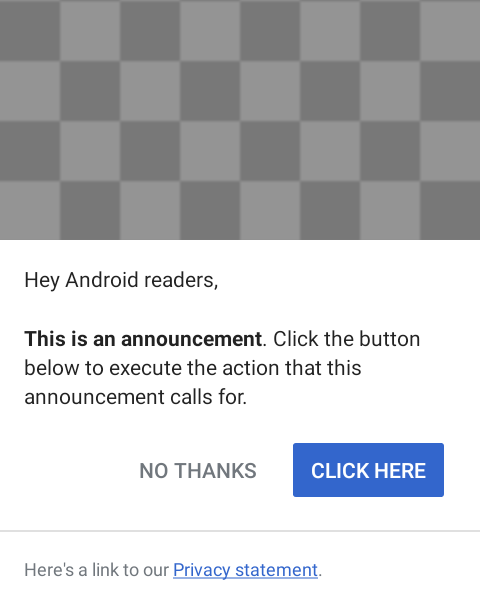 Hey Android readers,
This is an announcement. Click the button
below to execute the action that this
announcement calls for.
NO THANKS CLICK HERE
Here's a link to our Privacy statement.